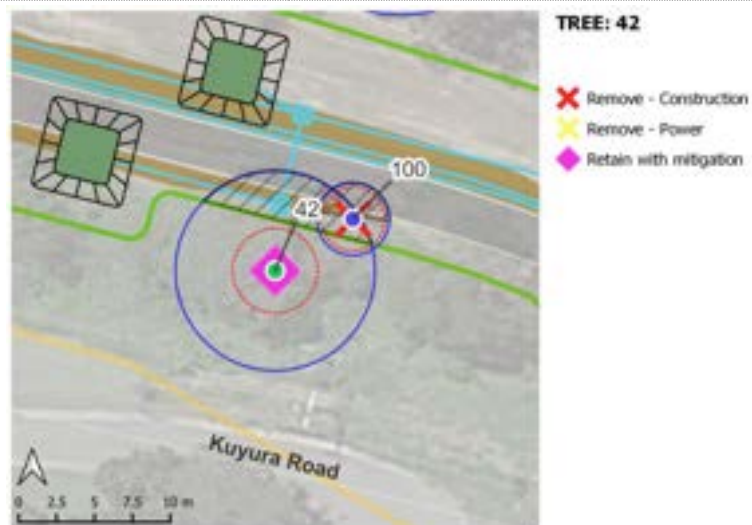 TREE: 42
Remove - Construction
Remove - Power
Retain with mitigation
100
42
Kuyura Road
0 2.5 5 7.5 10 m